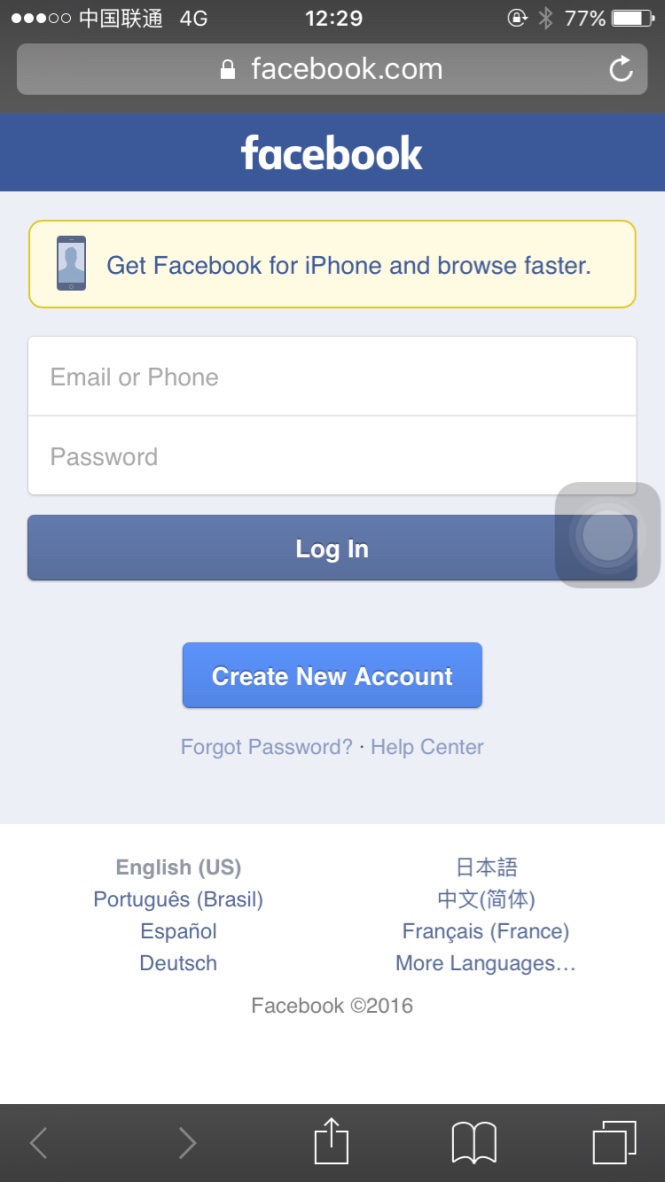 中国联通 4G 12:29 77%
facebook.com
facebook
Get Facebook for iPhone and browse faster.
Email or Phone
Password
Log In
Create New Account
Forgot Password? · Help Center
English (US) 日本語
Português (Brasil) 中文(简体)
Español Français (France)
Deutsch More Languages...
Facebook ©2016